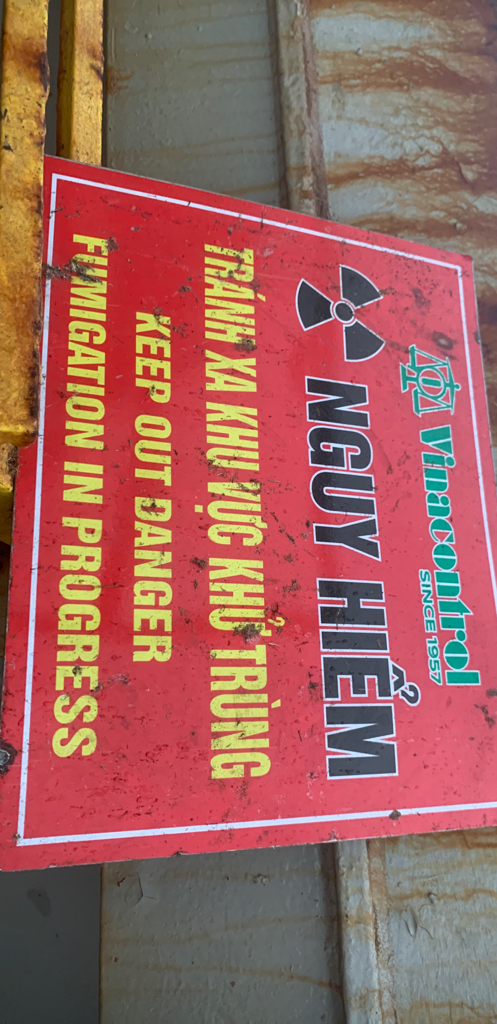 Vinacontrol
SINCE 1957
NGUY HIỂM
TRÁNH XA KHU VỰC KHỬ TRÙNG
KEEP OUT DANGER
FUMIGATION IN PROGRESS